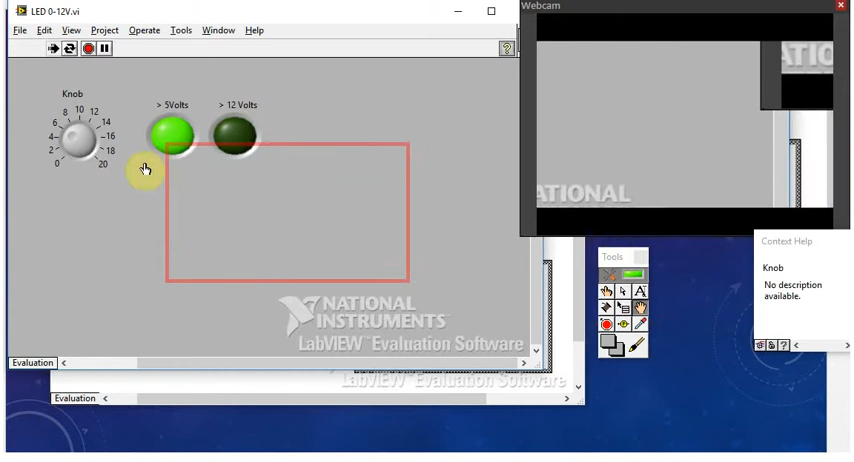 LED 0-12V.vi
File Edit View Project Operate Tools Window Help
Knob
0 2 4 6 8 10 12 14 16 18 20
> 5Volts
> 12 Volts
NATIONAL
INSTRUMENTS
LabVIEW™ Evaluation Software
Evaluation
LabVIEW Evaluation Software
Evaluation
Webcam
ATIO
ATIONAL
Tools
Context Help
Knob
No description
available.